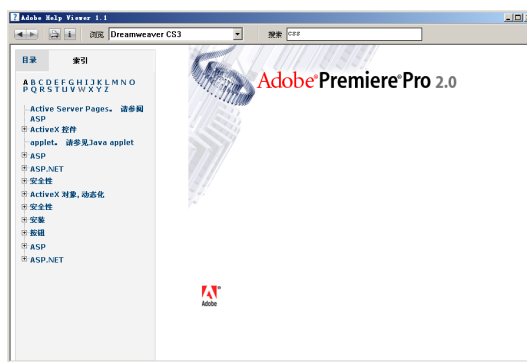 Adobe Help Viewer 1.1
浏览 Dreamweaver CS3 搜索 css
目录 索引
A B C D E F G H I J K L M N O
P Q R S T U V W X Y Z
Active Server Pages。 请参阅
ASP
ActiveX 控件
applet。 请参见Java applet
ASP
ASP.NET
安全性
ActiveX 对象,动态化
安全性
安装
按钮
ASP
ASP.NET
Adobe® Premiere® Pro 2.0
Adobe